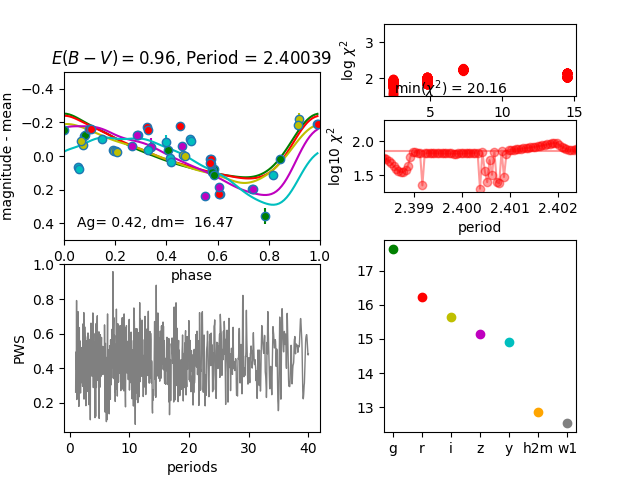 E(B − V) = 0.96, Period = 2.40039
magnitude - mean
−0.4
−0.2
0.0
0.2
0.4
Ag= 0.42, dm=  16.47
0.0 0.2 0.4 0.6 0.8 1.0
phase
log χ²
3
2
5 10 15
min(χ²) = 20.16
log10 χ²
2.0
1.5
2.399 2.400 2.401 2.402
period
PWS
1.0
0.8
0.6
0.4
0.2
0 10 20 30 40
periods
17
16
15
14
13
g r i z y h2m w1